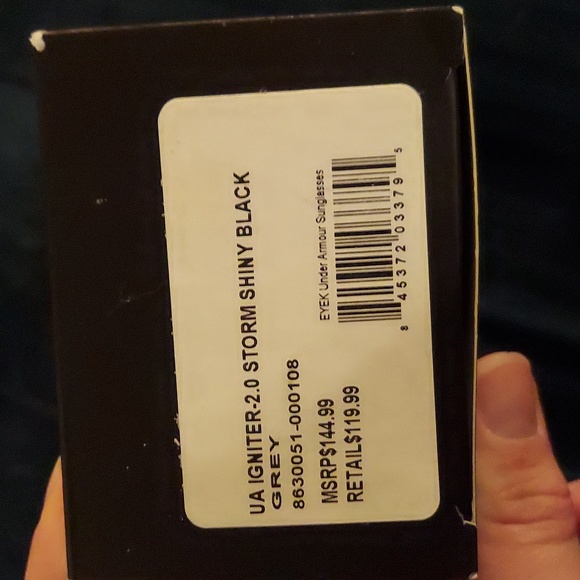 UA IGNITER-2.0 STORM SHINY BLACK
GREY
8630051-000108
MSRP$144.99
RETAIL$119.99
EYEK Under Armour Sunglasses
8 45372 03379 5